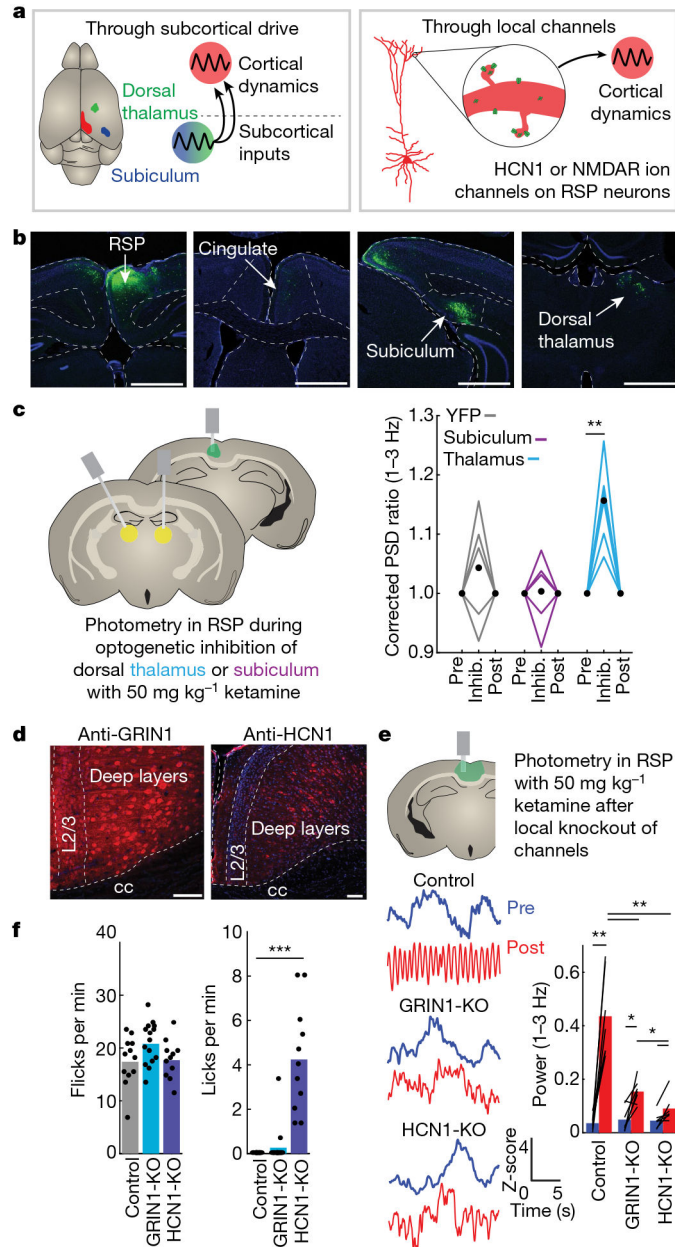 a
Through subcortical drive
Cortical
dynamics
Dorsal
thalamus
Subcortical
inputs
Subiculum
Through local channels
Cortical
dynamics
HCN1 or NMDAR ion
channels on RSP neurons
b
RSP
Cingulate
Subiculum
Dorsal
thalamus
c
Photometry in RSP during
optogenetic inhibition of
dorsal thalamus or subiculum
with 50 mg kg⁻¹ ketamine
Corrected PSD ratio (1–3 Hz)
1.3
1.2
1.1
1.0
0.9
YFP
Subiculum
Thalamus
**
Pre
Inhib.
Post
Pre
Inhib.
Post
Pre
Inhib.
Post
d
Anti-GRIN1
Deep layers
L2/3
cc
Anti-HCN1
Deep layers
L2/3
cc
e
Photometry in RSP
with 50 mg kg⁻¹
ketamine after
local knockout of
channels
Control
Pre
Post
GRIN1-KO
HCN1-KO
Z-score
4
0
5
Time (s)
Power (1–3 Hz)
0.6
0.4
0.2
0
**
**
*
*
Control
GRIN1-KO
HCN1-KO
f
Flicks per min
40
30
20
10
0
Control
GRIN1-KO
HCN1-KO
Licks per min
10
8
6
4
2
0
***
Control
GRIN1-KO
HCN1-KO